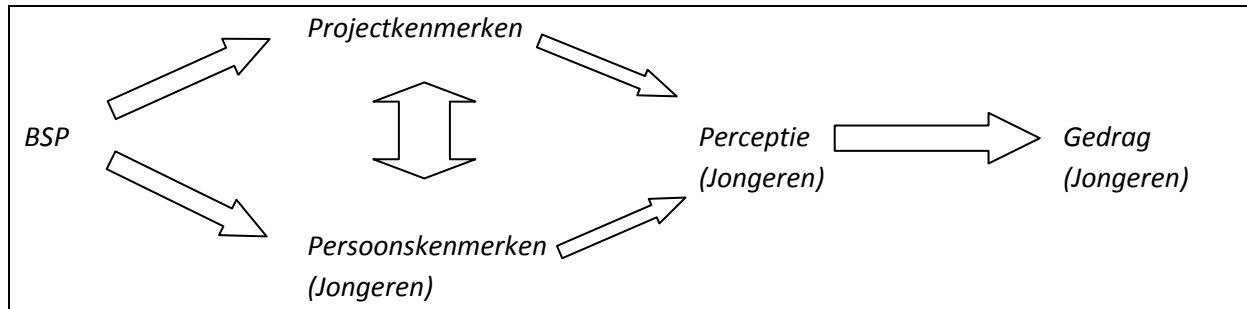 Projectkenmerken
BSP
Perceptie
(Jongeren)
Gedrag
(Jongeren)
Persoonskenmerken
(Jongeren)